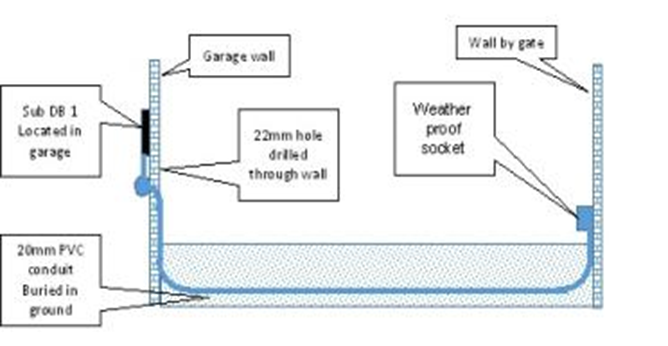 Garage wall
Wall by gate
Sub DB 1
Located in
garage
22mm hole
drilled
through wall
Weather
proof
socket
20mm PVC
conduit
Buried in
ground